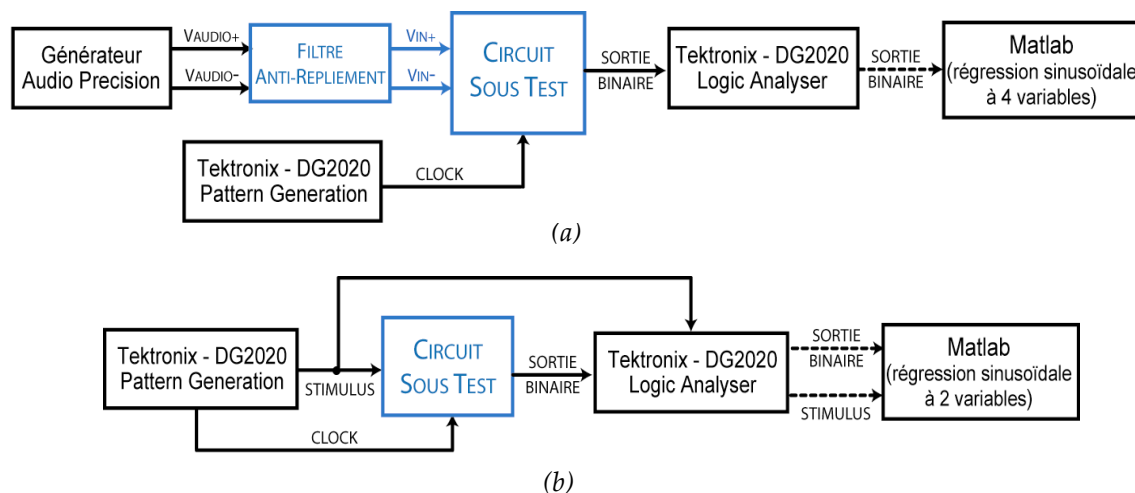 Générateur
Audio Precision
VAUDIO+
VAUDIO-
FILTRE
ANTI-REPLIEMENT
VIN+
VIN-
CIRCUIT
SOUS TEST
SORTIE
BINAIRE
Tektronix - DG2020
Logic Analyser
SORTIE
BINAIRE
Matlab
(régression sinusoïdale
à 4 variables)
Tektronix - DG2020
Pattern Generation
CLOCK
(a)
Tektronix - DG2020
Pattern Generation
STIMULUS
CIRCUIT
SOUS TEST
SORTIE
BINAIRE
Tektronix - DG2020
Logic Analyser
SORTIE
BINAIRE
STIMULUS
Matlab
(régression sinusoïdale
à 2 variables)
CLOCK
(b)